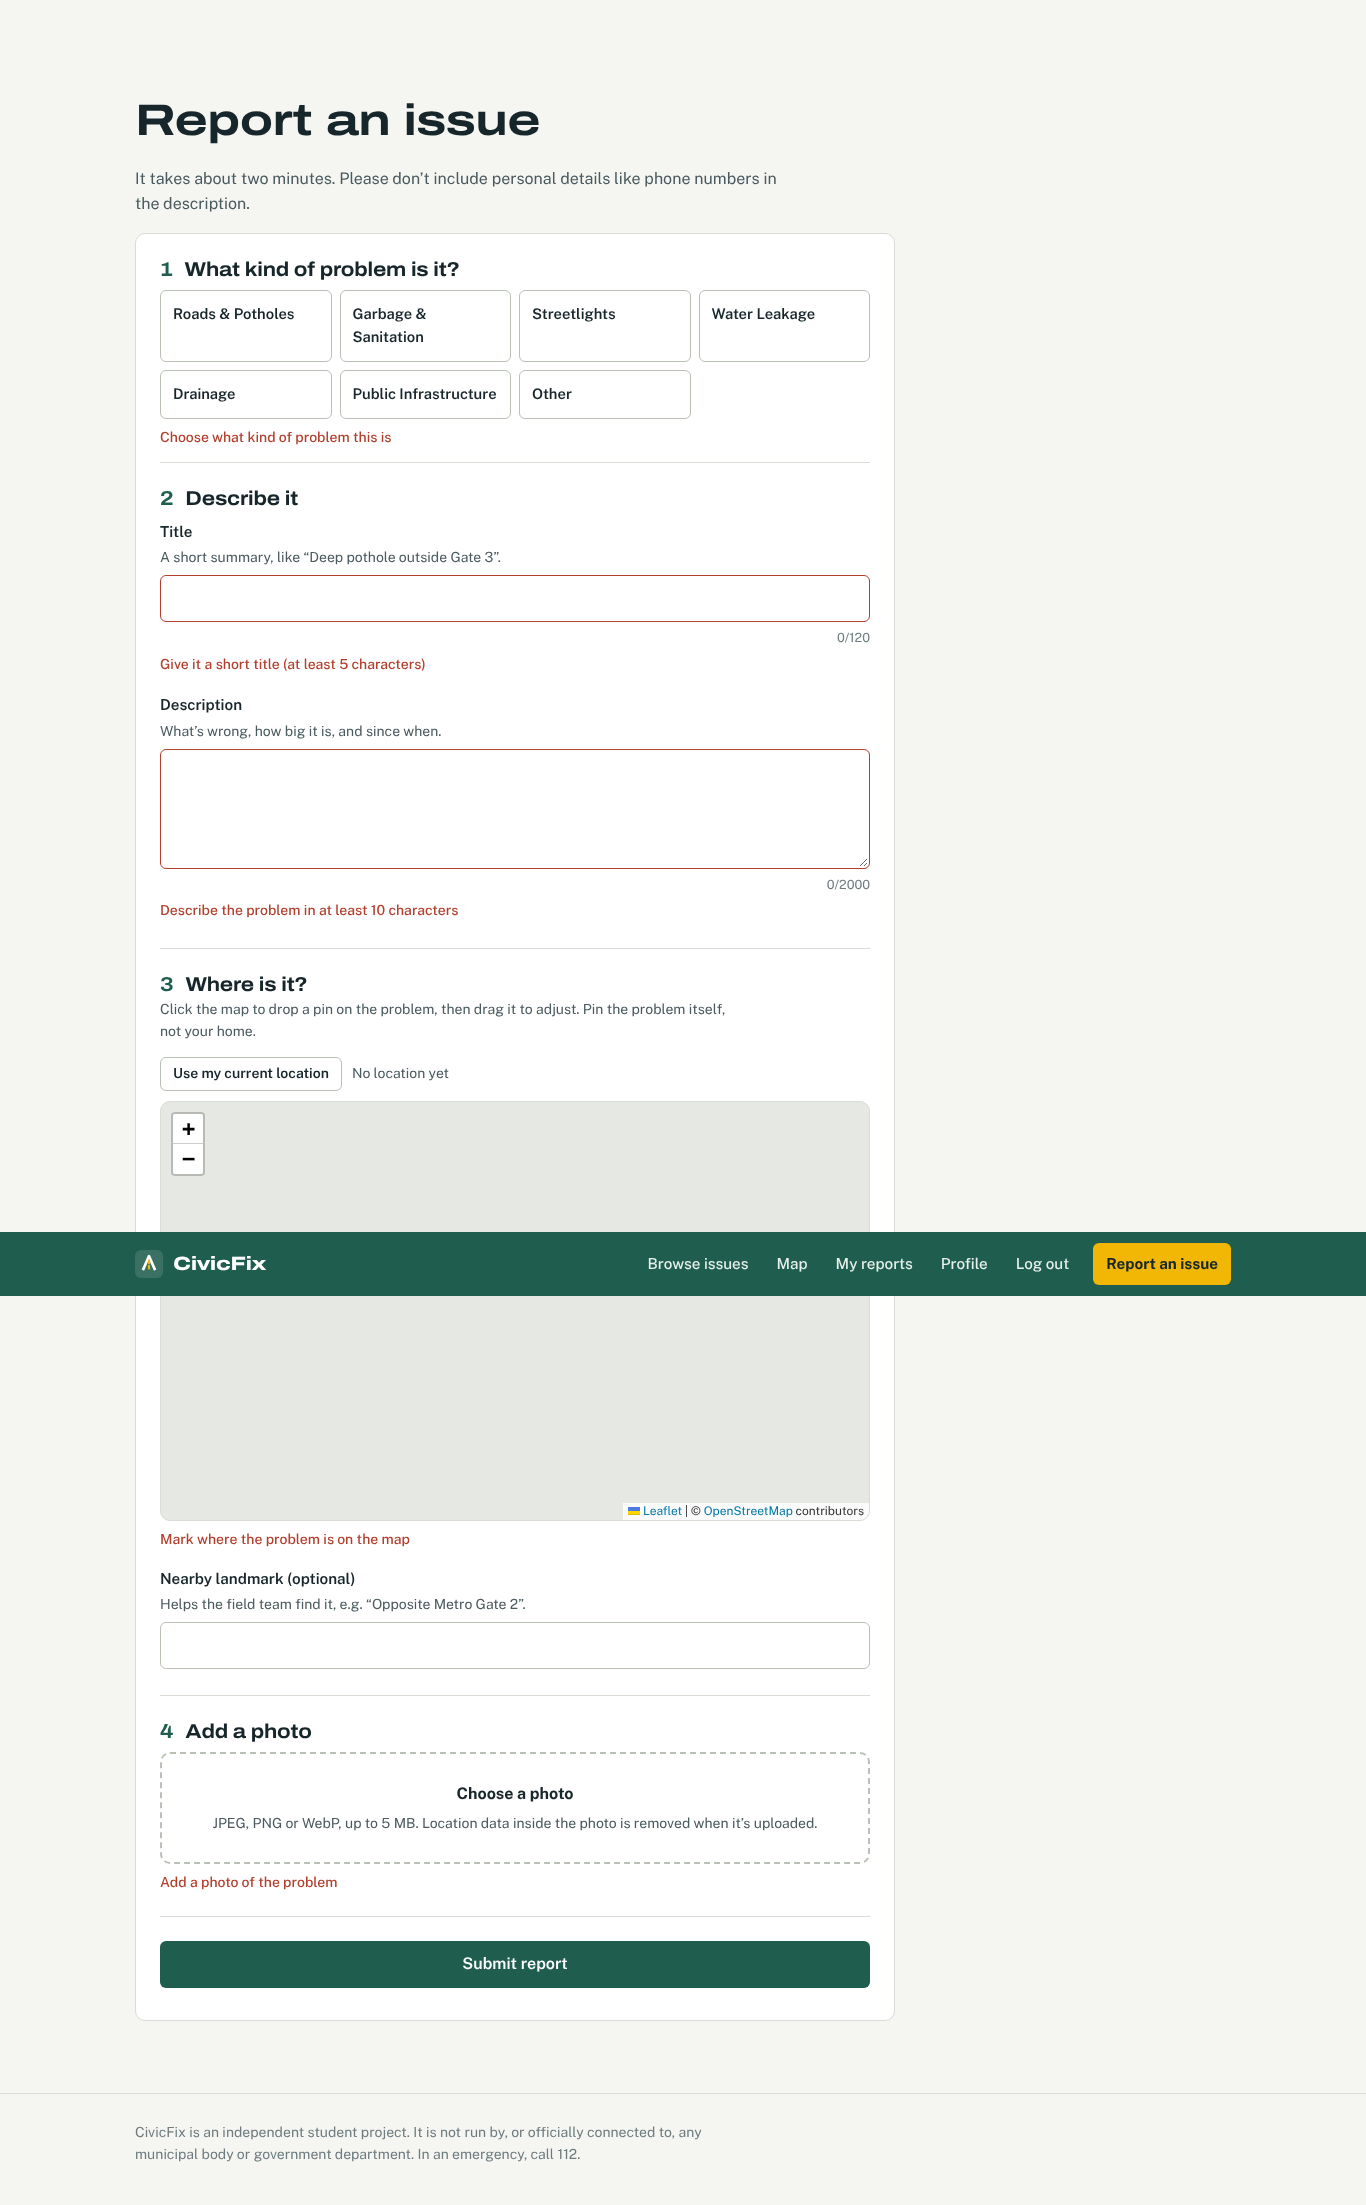 Report an issue
It takes about two minutes. Please don’t include personal details like phone numbers in
the description.
1 What kind of problem is it?
Roads & Potholes
Garbage &
Sanitation
Streetlights
Water Leakage
Drainage
Public Infrastructure
Other
Choose what kind of problem this is
2 Describe it
Title
A short summary, like “Deep pothole outside Gate 3”.
0/120
Give it a short title (at least 5 characters)
Description
What’s wrong, how big it is, and since when.
0/2000
Describe the problem in at least 10 characters
3 Where is it?
Click the map to drop a pin on the problem, then drag it to adjust. Pin the problem itself,
not your home.
Use my current location
No location yet
+
−
CivicFix
Browse issues
Map
My reports
Profile
Log out
Report an issue
Leaflet | © OpenStreetMap contributors
Mark where the problem is on the map
Nearby landmark (optional)
Helps the field team find it, e.g. “Opposite Metro Gate 2”.
4 Add a photo
Choose a photo
JPEG, PNG or WebP, up to 5 MB. Location data inside the photo is removed when it’s uploaded.
Add a photo of the problem
Submit report
CivicFix is an independent student project. It is not run by, or officially connected to, any
municipal body or government department. In an emergency, call 112.